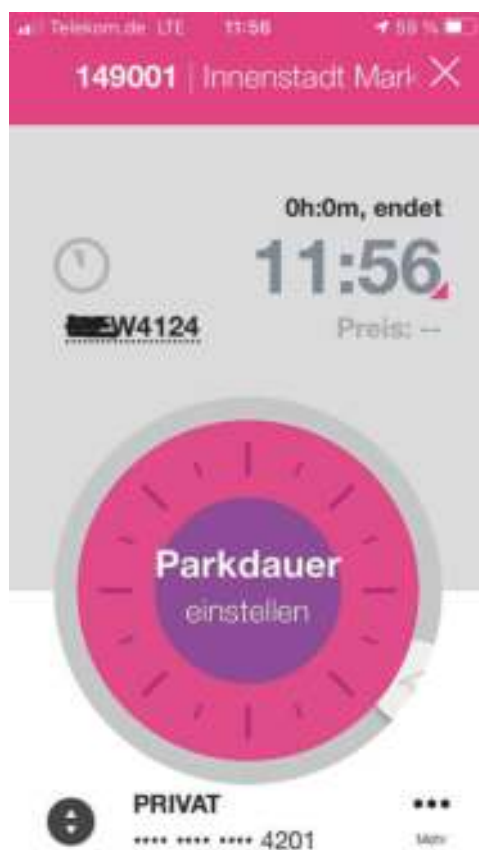 Telekom.de LTE 11:56 59 %
149001 | Innenstadt Mark
0h:0m, endet
11:56
W4124
Preis: --
Parkdauer
einstellen
PRIVAT
•••• •••• •••• 4201
Mehr